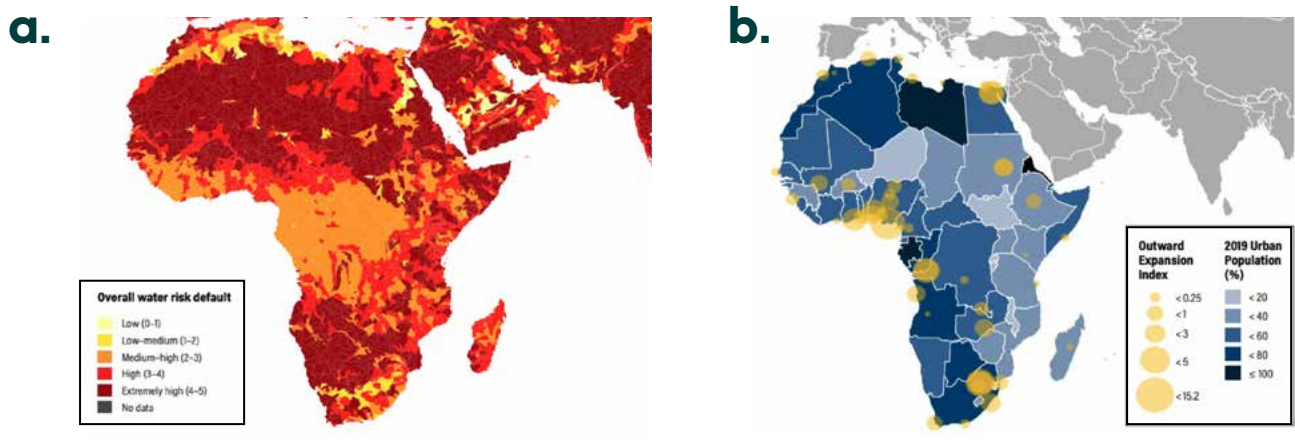 a.
Overall water risk default
Low (0–1)
Low-medium (1–2)
Medium-high (2–3)
High (3–4)
Extremely high (4–5)
No data
b.
Outward
Expansion
Index
< 0.25
< 1
< 3
< 5
< 15.2
2019 Urban
Population
(%)
< 20
< 40
< 60
< 80
≤ 100